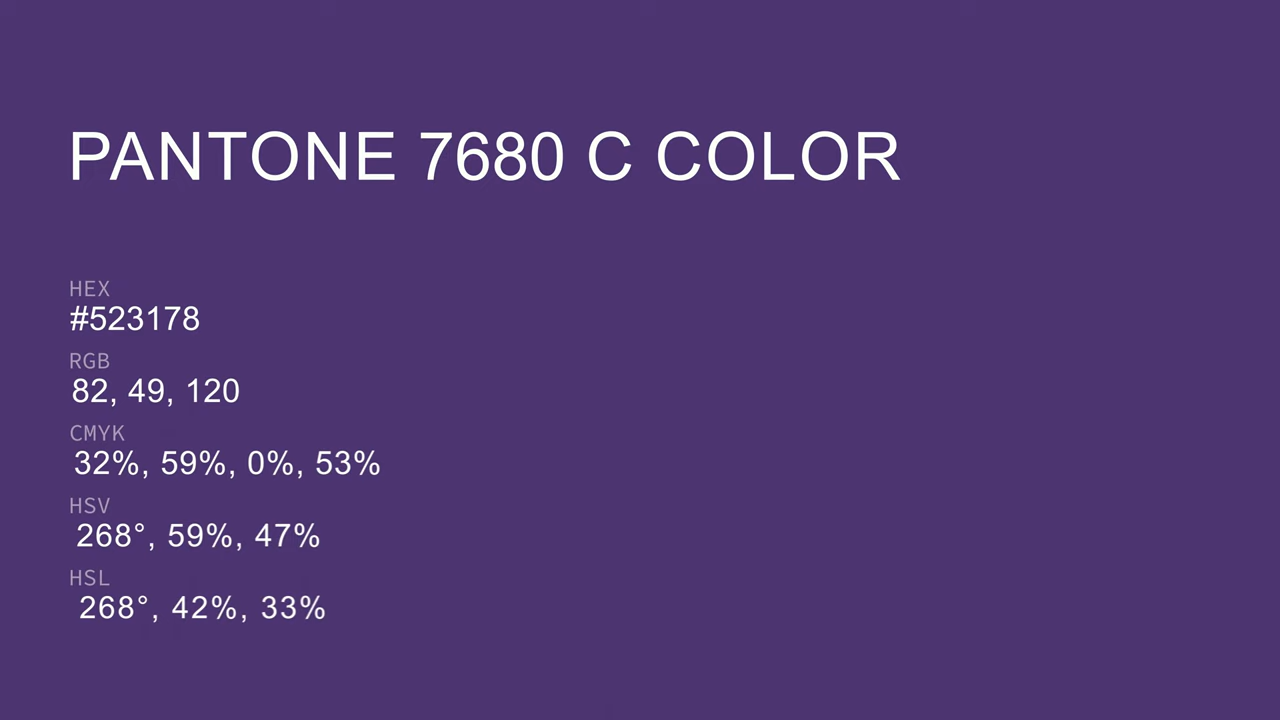 PANTONE 7680 C COLOR
HEX
#523178
RGB
82, 49, 120
CMYK
32%, 59%, 0%, 53%
HSV
268°, 59%, 47%
HSL
268°, 42%, 33%